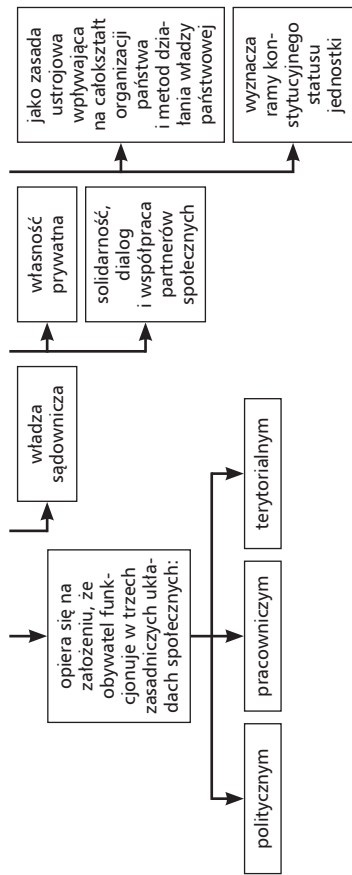 opiera się na
założeniu, że
obywatel funk-
cjonuje w trzech
zasadniczych ukła-
dach społecznych:
politycznym
pracowniczym
terytorialnym
władza
sądownicza
własność
prywatna
solidarność,
dialog
i współpraca
partnerów
społecznych
jako zasada
ustrojowa
wpływająca
na całokształt
organizacji
państwa
i metod dzia-
łania władzy
państwowej
wyznacza
ramy kon-
stytucyjnego
statusu
jednostki